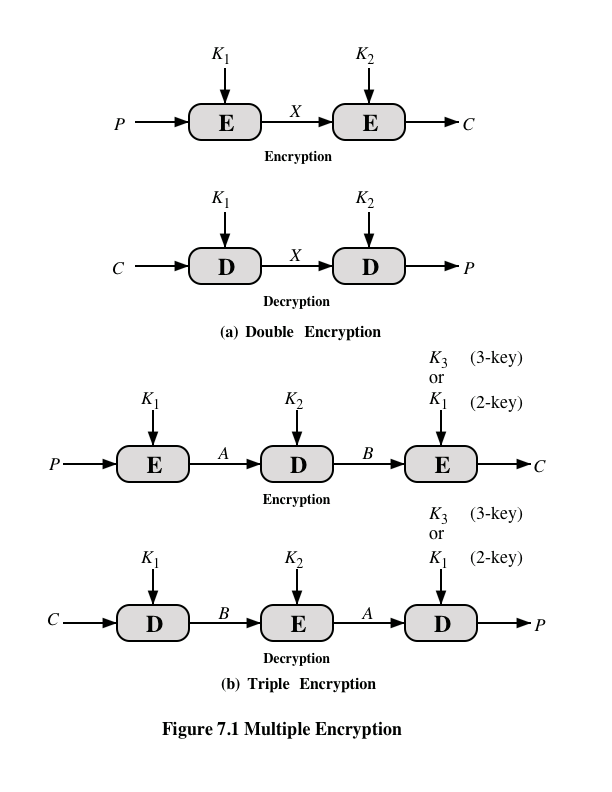 K1 K2
P E X E C
Encryption
K1 K2
C D X D P
Decryption
(a) Double Encryption
K3 (3-key)
or
K1 K2 K1 (2-key)
P E A D B E C
Encryption
K3 (3-key)
or
K1 K2 K1 (2-key)
C D B E A D P
Decryption
(b) Triple Encryption
Figure 7.1 Multiple Encryption